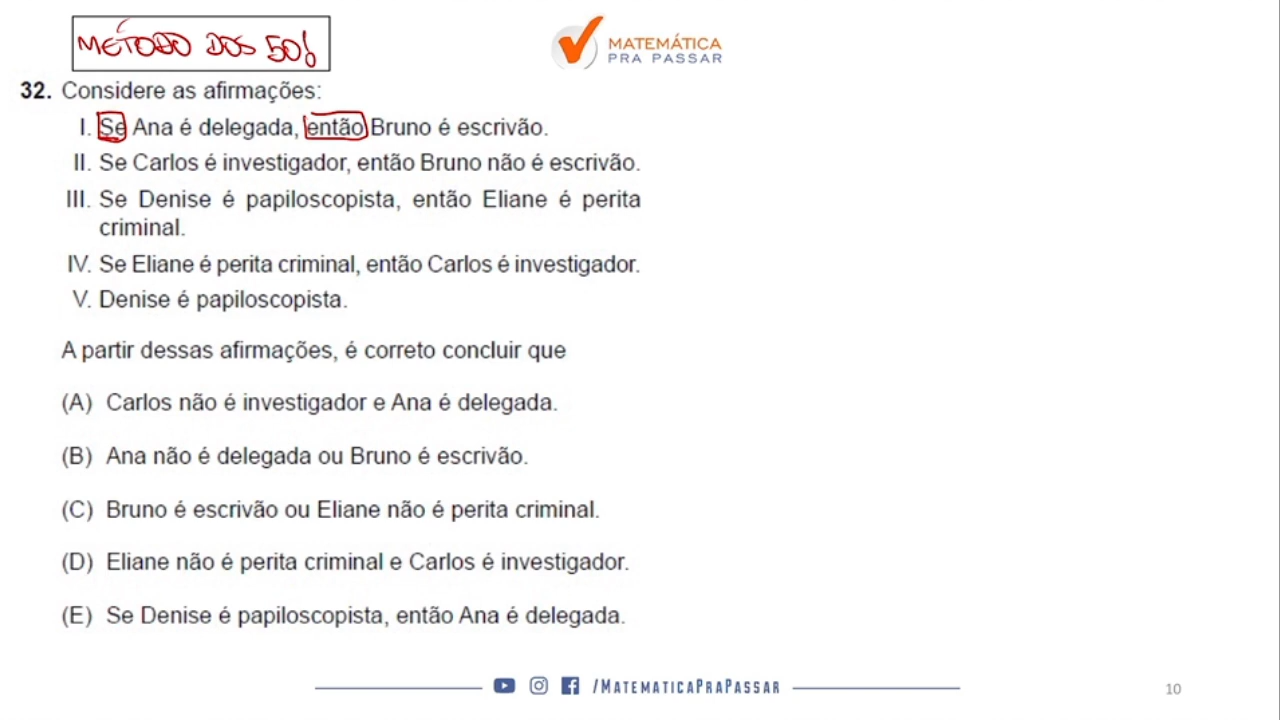 MÉTODO DOS 50!
MATEMÁTICA
PRA PASSAR
32. Considere as afirmações:
I. Se Ana é delegada, então Bruno é escrivão.
II. Se Carlos é investigador, então Bruno não é escrivão.
III. Se Denise é papiloscopista, então Eliane é perita
criminal.
IV. Se Eliane é perita criminal, então Carlos é investigador.
V. Denise é papiloscopista.
A partir dessas afirmações, é correto concluir que
(A) Carlos não é investigador e Ana é delegada.
(B) Ana não é delegada ou Bruno é escrivão.
(C) Bruno é escrivão ou Eliane não é perita criminal.
(D) Eliane não é perita criminal e Carlos é investigador.
(E) Se Denise é papiloscopista, então Ana é delegada.
/MATEMATICAPRAPASSAR
10